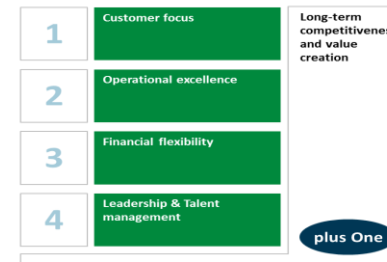 1
Customer focus
2
Operational excellence
3
Financial flexibility
4
Leadership & Talent
management
Long-term
competitivenes
and value
creation
plus One